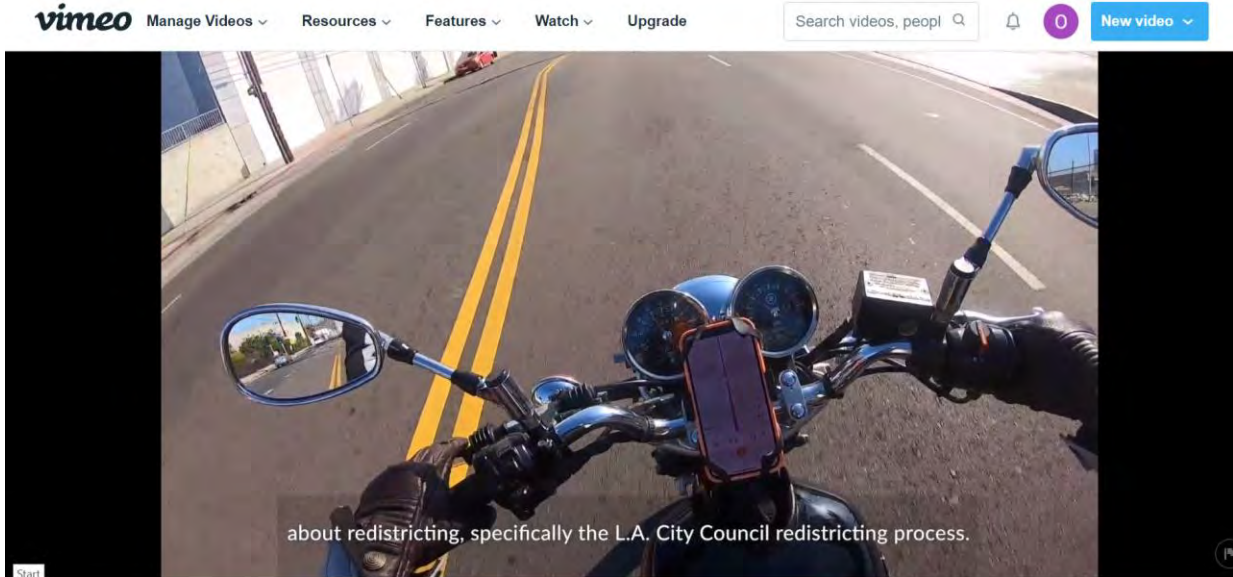 vimeo Manage Videos Resources Features Watch Upgrade Search videos, peopl O New video
about redistricting, specifically the L.A. City Council redistricting process.
Start